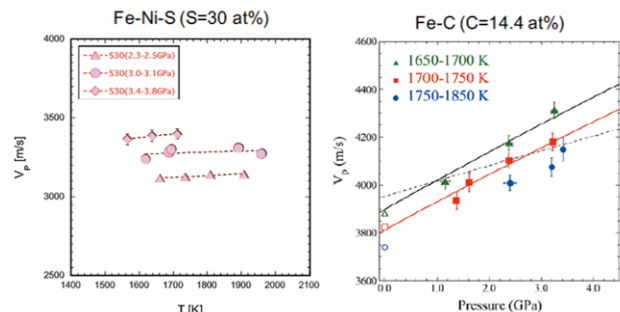 Fe-Ni-S (S=30 at%)
4000
3500
3000
2500
V_P [m/s]
S30(2.3-2.5GPa)
S30(3.0-3.1GPa)
S30(3.4-3.8GPa)
1400 1500 1600 1700 1800 1900 2000 2100
T [K]
Fe-C (C=14.4 at%)
4600
4400
4200
4000
3800
3600
V_P (m/s)
1650-1700 K
1700-1750 K
1750-1850 K
0.0 1.0 2.0 3.0 4.0
Pressure (GPa)